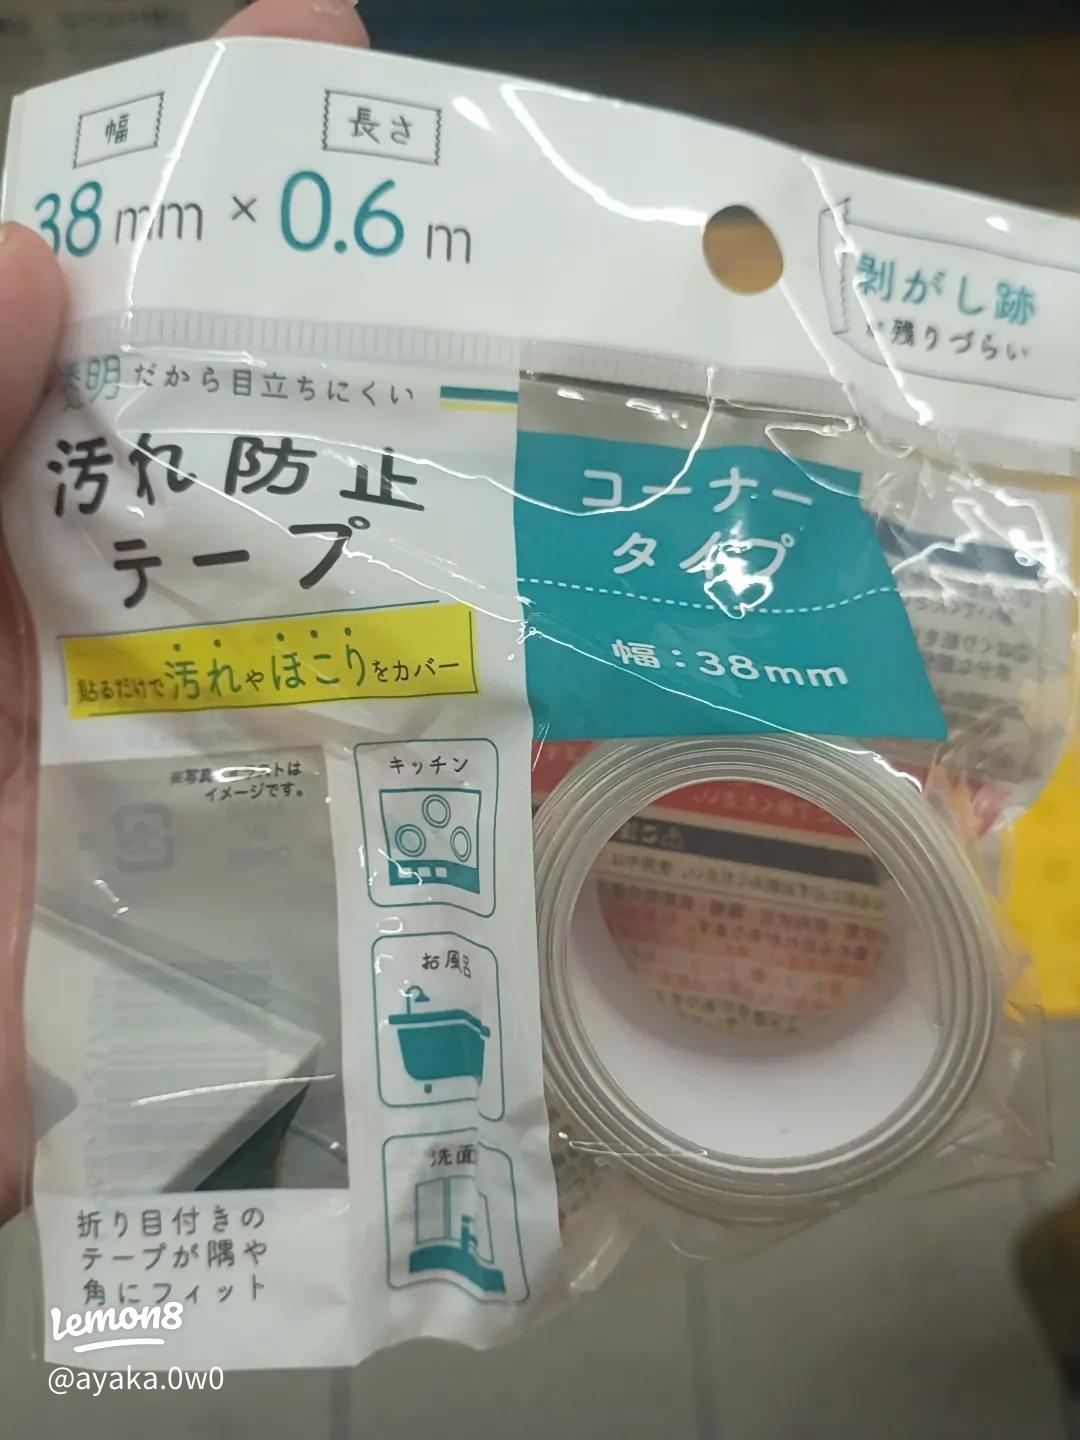 幅
長さ
38mm × 0.6m
剥がし跡
が残りづらい
透明だから目立ちにくい
汚れ防止
テープ
貼るだけで汚れやほこりをカバー
コーナー
タイプ
幅:38mm
※写真・イラストは
イメージです。
キッチン
お風呂
洗面
折り目付きの
テープが隅や
角にフィット
Lemon8
@ayaka.0w0